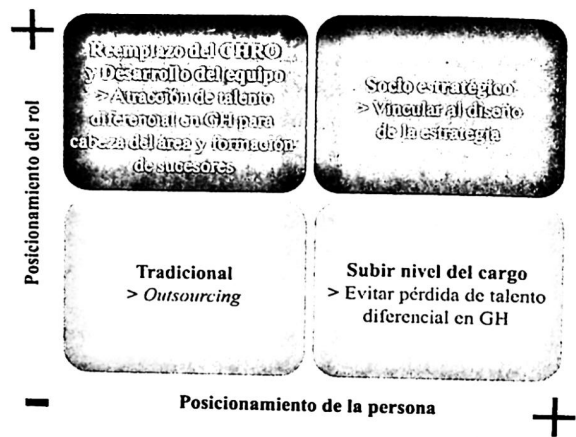 +
Posicionamiento del rol
Reemplazo del CHRO
y Desarrollo del equipo
> Atracción de talento
diferencial en GH para
cabeza del área y formación
de sucesores
Socio estratégico
> Vincular al diseño
de la estrategia
Tradicional
> Outsourcing
Subir nivel del cargo
> Evitar pérdida de talento
diferencial en GH
-
Posicionamiento de la persona
+